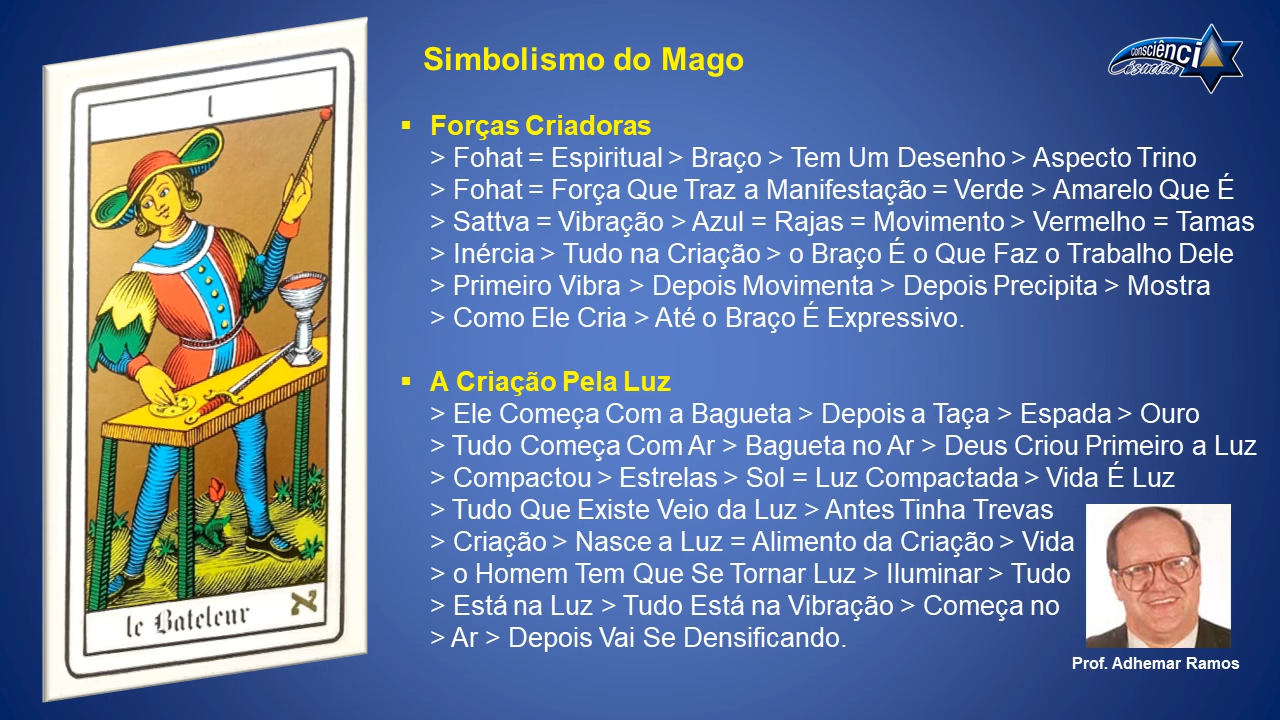 Simbolismo do Mago
consciência
Cósmica
▪ Forças Criadoras
> Fohat = Espiritual > Braço > Tem Um Desenho > Aspecto Trino
> Fohat = Força Que Traz a Manifestação = Verde > Amarelo Que É
> Sattva = Vibração > Azul = Rajas = Movimento > Vermelho = Tamas
> Inércia > Tudo na Criação > o Braço É o Que Faz o Trabalho Dele
> Primeiro Vibra > Depois Movimenta > Depois Precipita > Mostra
> Como Ele Cria > Até o Braço É Expressivo.
▪ A Criação Pela Luz
> Ele Começa Com a Bagueta > Depois a Taça > Espada > Ouro
> Tudo Começa Com Ar > Bagueta no Ar > Deus Criou Primeiro a Luz
> Compactou > Estrelas > Sol = Luz Compactada > Vida É Luz
> Tudo Que Existe Veio da Luz > Antes Tinha Trevas
> Criação > Nasce a Luz = Alimento da Criação > Vida
> o Homem Tem Que Se Tornar Luz > Iluminar > Tudo
> Está na Luz > Tudo Está na Vibração > Começa no
> Ar > Depois Vai Se Densificando.
Prof. Adhemar Ramos
I
le Bateleur א